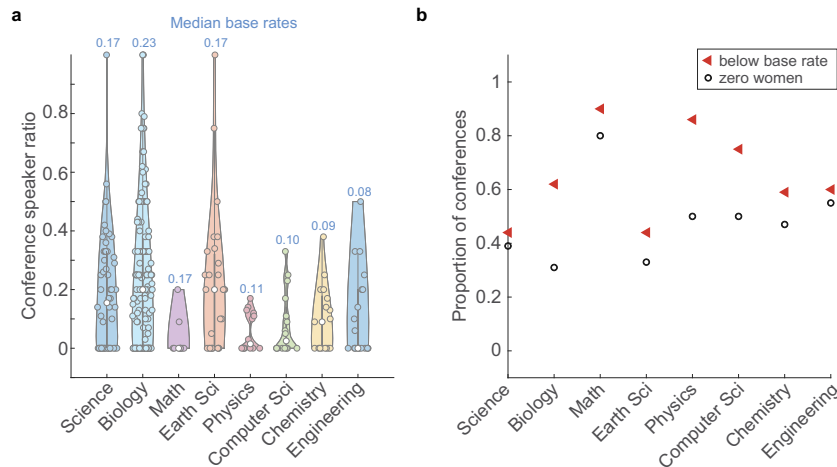 a
Median base rates
0.17
0.23
0.17
0.17
0.11
0.10
0.09
0.08
Conference speaker ratio
1
0.8
0.6
0.4
0.2
0
Science
Biology
Math
Earth Sci
Physics
Computer Sci
Chemistry
Engineering
b
below base rate
zero women
Proportion of conferences
1
0.8
0.6
0.4
0.2
0
Science
Biology
Math
Earth Sci
Physics
Computer Sci
Chemistry
Engineering